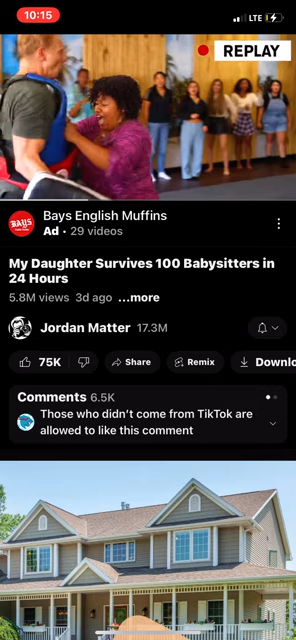 10:15
LTE
REPLAY
BAYS
Bays English Muffins
Ad • 29 videos
My Daughter Survives 100 Babysitters in
24 Hours
5.8M views 3d ago ...more
Jordan Matter 17.3M
75K
Share
Remix
Downlo
Comments 6.5K
Those who didn't come from TikTok are
allowed to like this comment